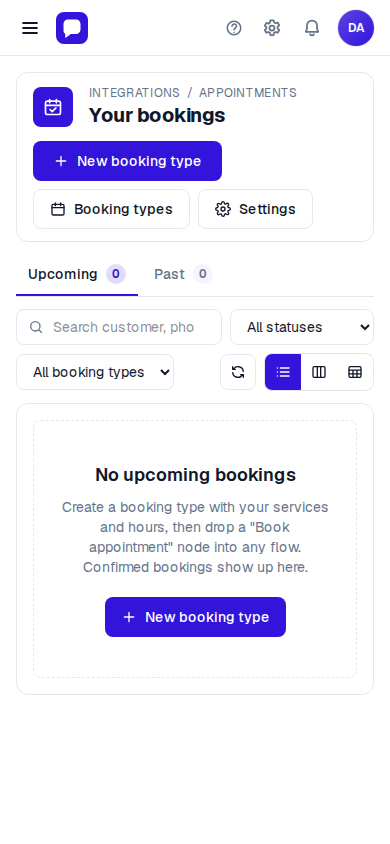 DA
INTEGRATIONS / APPOINTMENTS
Your bookings
New booking type
Booking types
Settings
Upcoming 0
Past 0
Search customer, pho
All statuses
All booking types
No upcoming bookings
Create a booking type with your services
and hours, then drop a "Book
appointment" node into any flow.
Confirmed bookings show up here.
New booking type